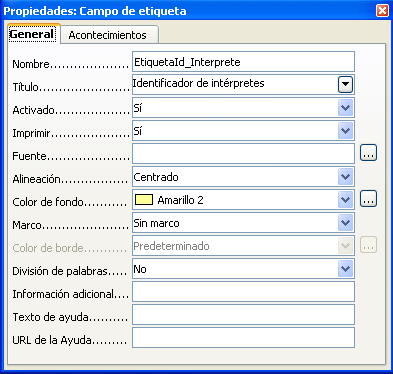 Propiedades: Campo de etiqueta
General Acontecimientos
Nombre.................... EtiquetaId_Interprete
Título....................... Identificador de intérpretes
Activado.................. Sí
Imprimir................... Sí
Fuente..................... ...
Alineación................ Centrado
Color de fondo......... Amarillo 2 ...
Marco...................... Sin marco
Color de borde......... Predeterminado ...
División de palabras.... No
Información adicional....
Texto de ayuda..........
URL de la Ayuda.........